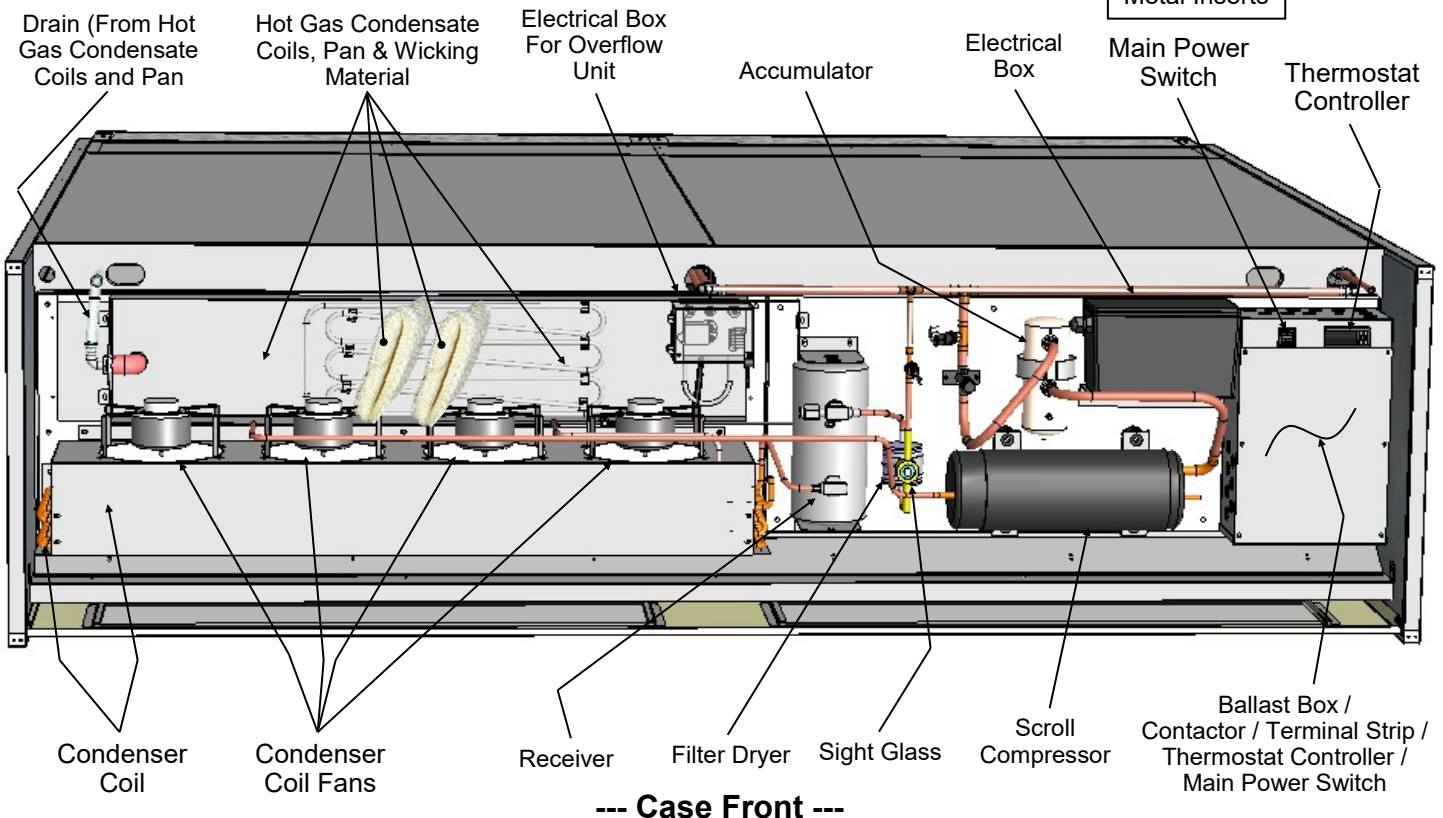 Metal Inserts
Drain (From Hot
Gas Condensate
Coils and Pan
Hot Gas Condensate
Coils, Pan & Wicking
Material
Electrical Box
For Overflow
Unit
Accumulator
Electrical
Box
Main Power
Switch
Thermostat
Controller
Condenser
Coil
Condenser
Coil Fans
Receiver
Filter Dryer
Sight Glass
Scroll
Compressor
Ballast Box /
Contactor / Terminal Strip /
Thermostat Controller /
Main Power Switch
--- Case Front ---